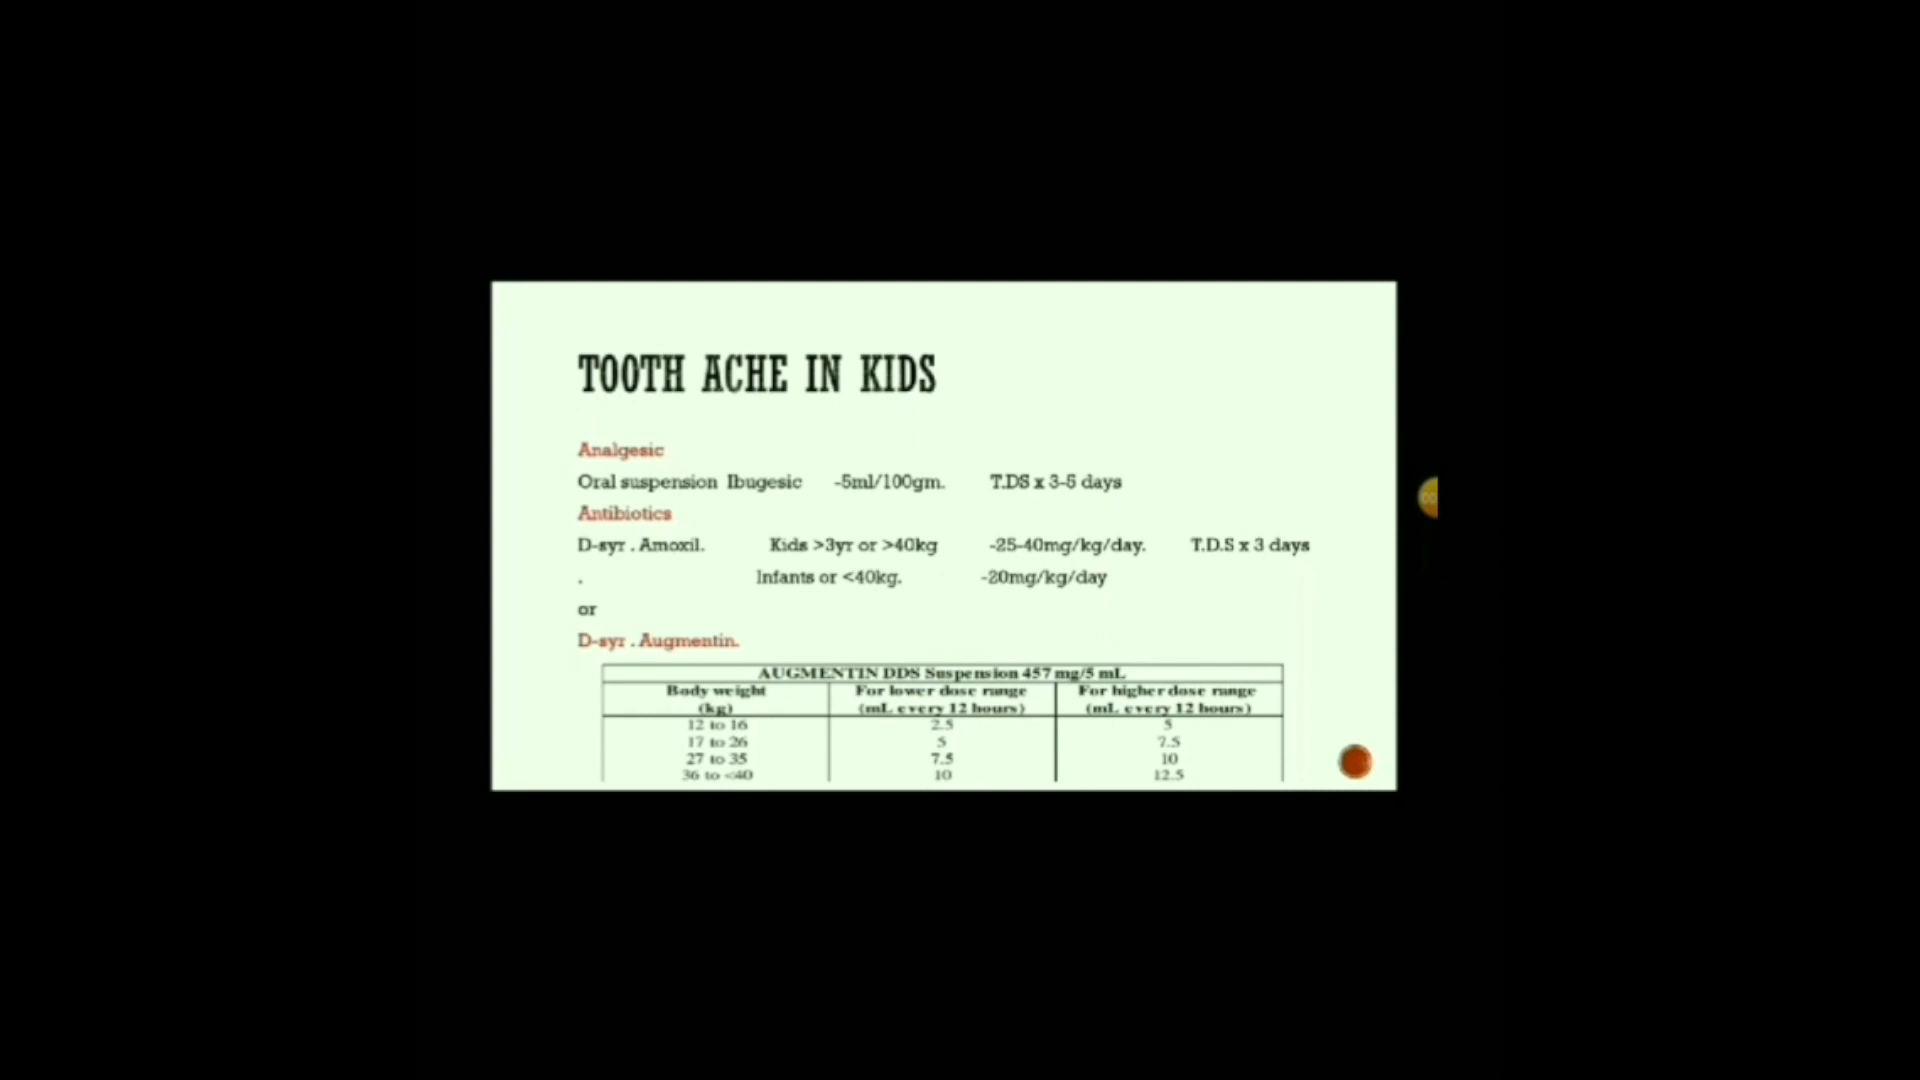 TOOTH ACHE IN KIDS
Analgesic
Oral suspension Ibugesic -5ml/100gm. T.DS x 3-5 days
Antibiotics
D-syr . Amoxil. Kids >3yr or >40kg -25-40mg/kg/day. T.D.S x 3 days
. Infants or <40kg. -20mg/kg/day
or
D-syr . Augmentin.
AUGMENTIN DDS Suspension 457 mg/5 mL
Body weight For lower dose range For higher dose range
(kg) (mL every 12 hours) (mL every 12 hours)
12 to 16 2.5 5
17 to 26 5 7.5
27 to 35 7.5 10
36 to <40 10 12.5